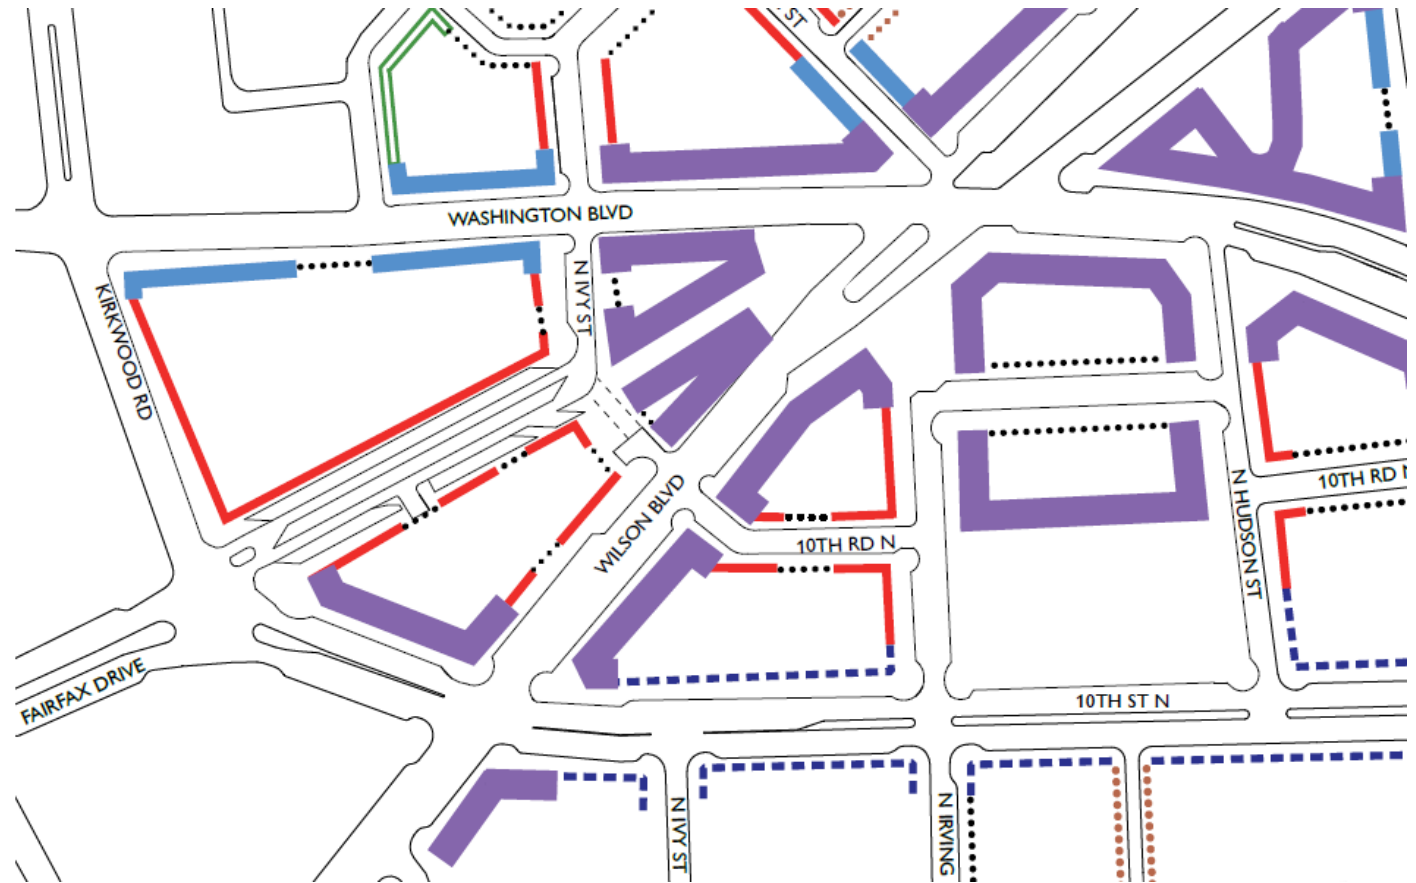 ST
WASHINGTON BLVD
N IVY ST
KIRKWOOD RD
WILSON BLVD
10TH RD N
10TH RD N
N HUDSON ST
FAIRFAX DRIVE
10TH ST N
N IVY ST
N IRVING